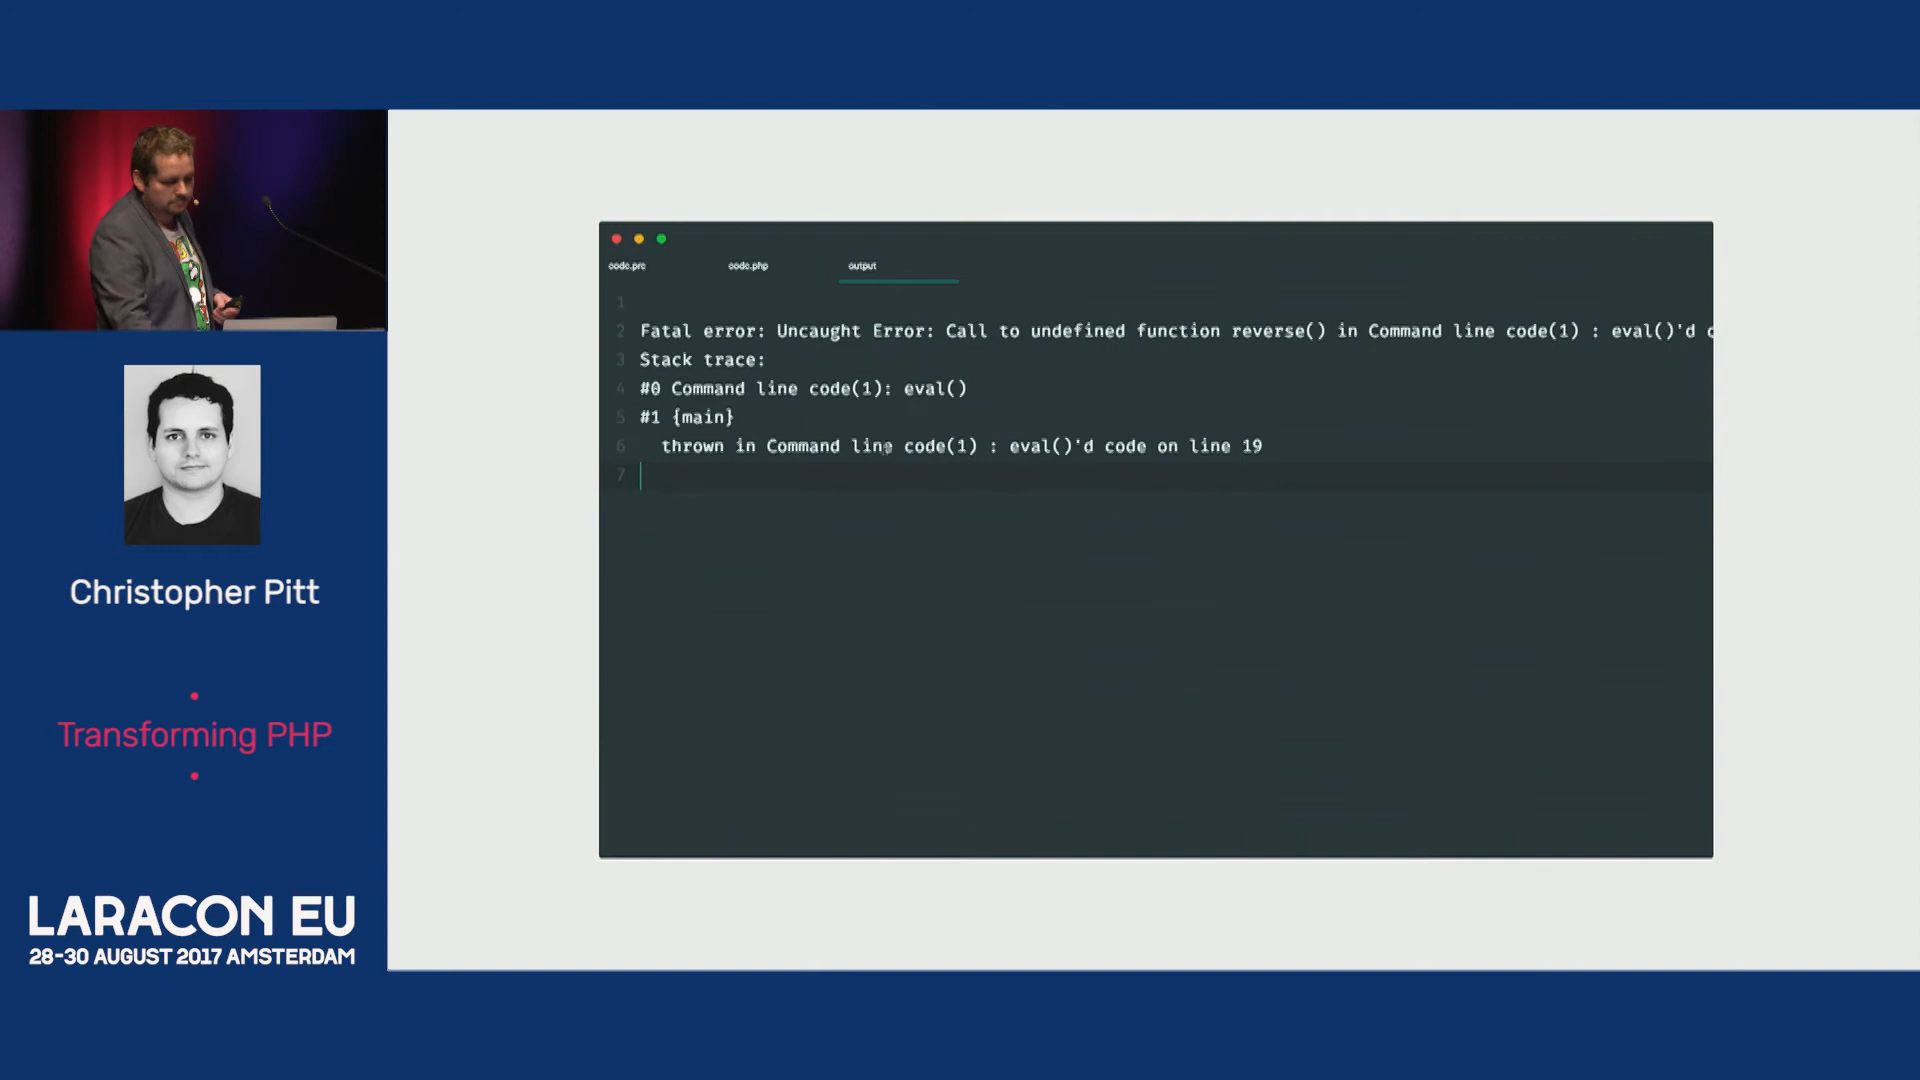 code.pre
code.php
output
1
2 Fatal error: Uncaught Error: Call to undefined function reverse() in Command line code(1) : eval()'d c
3 Stack trace:
4 #0 Command line code(1): eval()
5 #1 {main}
6 thrown in Command line code(1) : eval()'d code on line 19
7
Christopher Pitt
Transforming PHP
LARACON EU
28-30 AUGUST 2017 AMSTERDAM